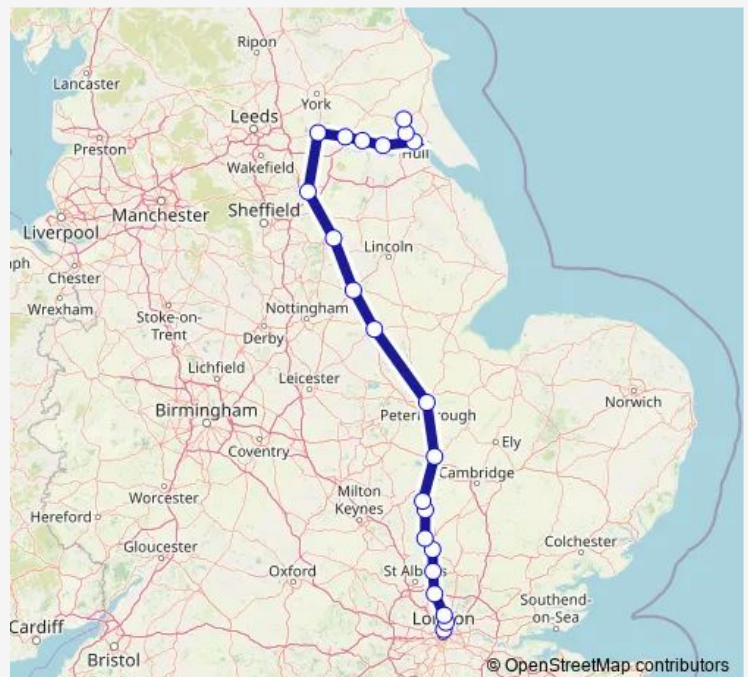 Ripon
Lancaster
York
Leeds
Preston
Hull
Wakefield
Manchester
Sheffield
Liverpool
Lincoln
aph
Chester
Wrexham
Nottingham
Stoke-on-
Trent
Derby
Lichfield
Leicester
Norwich
Birmingham
Peterborough
Ely
Coventry
Cambridge
Worcester
Milton
Keynes
Hereford
Colchester
Gloucester
Oxford
St Albans
Southend-
on-Sea
London
Cardiff
Bristol
© OpenStreetMap contributors